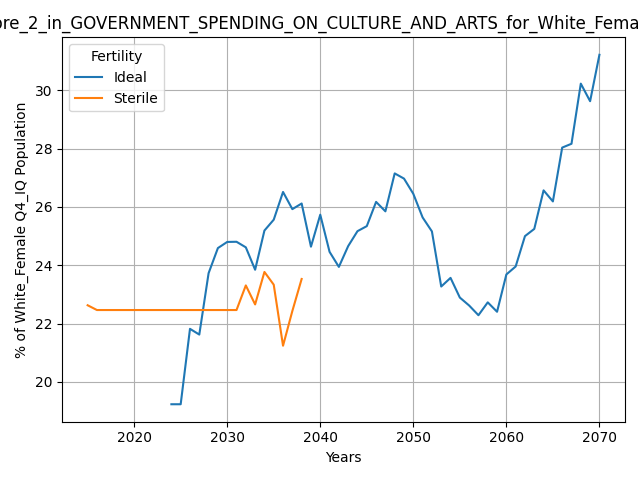 ore_2_in_GOVERNMENT_SPENDING_ON_CULTURE_AND_ARTS_for_White_Fema
Fertility
Ideal
Sterile
% of White_Female Q4_IQ Population
30
28
26
24
22
20
2020 2030 2040 2050 2060 2070
Years